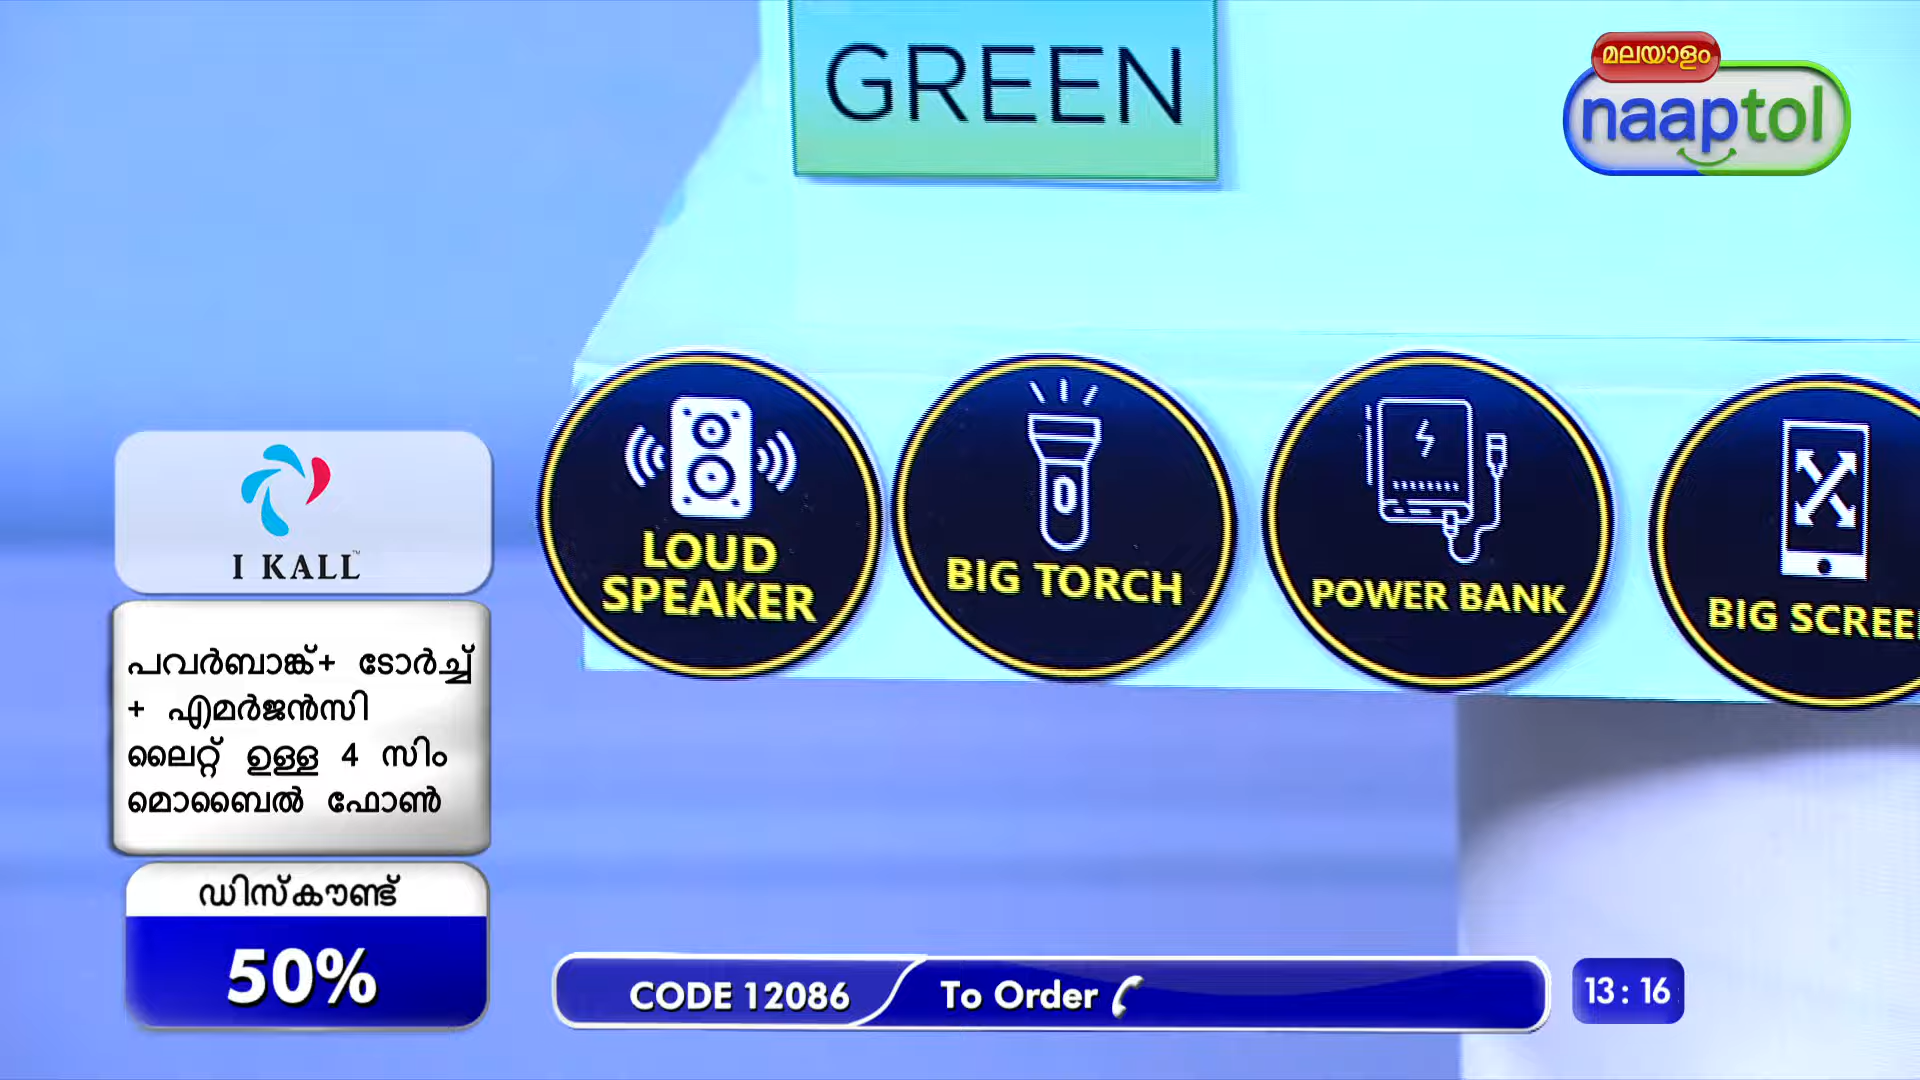 GREEN
മലയാളം
naaptol
LOUD
SPEAKER
BIG TORCH
POWER BANK
BIG SCREE
I KALL™
പവർബാങ്ക്+ ടോർച്ച്
+ എമർജൻസി
ലൈറ്റ് ഉള്ള 4 സിം
മൊബൈൽ ഫോൺ
ഡിസ്കൗണ്ട്
50%
CODE 12086
To Order
13:16